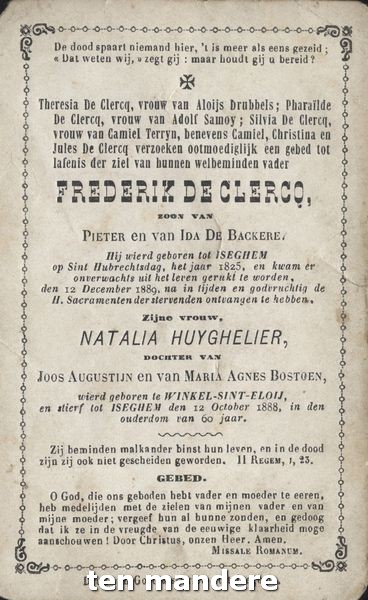 De dood spaart niemand hier, 't is meer als eens gezeid ;
« Dat weten wij, » zegt gij : maar houdt gij u bereid ?
Theresia De Clercq, vrouw van Aloijs Drubbels ; Pharaïlde
De Clercq, vrouw van Adolf Samoy ; Silvia De Clercq,
vrouw van Camiel Terryn, benevens Camiel, Christina en
Jules De Clercq verzoeken ootmoediglijk een gebed tot
lafenis der ziel van hunnen welbeminden vader
FREDERIK DE CLERCQ,
ZOON VAN
PIETER en van IDA DE BACKERE.
Hij wierd geboren tot ISEGHEM
op Sint Hubrechtsdag, het jaar 1825, en kwam er
onverwachts uit het leven gerukt te worden,
den 12 December 1889, na in tijden en godvruchtig de
H. Sacramenten der stervenden ontvangen te hebben.
Zijne vrouw,
NATALIA HUYGHELIER,
DOCHTER VAN
JOOS AUGUSTIJN en van MARIA AGNES BOSTOEN,
wierd geboren te WINKEL-SINT-ELOIJ,
en stierf tot ISEGHEM den 12 October 1888, in den
ouderdom van 60 jaar.
Zij beminden malkander binst hun leven, en in de dood
zijn zij ook niet gescheiden geworden. II REGEM, I, 23.
GEBED.
O God, die ons geboden hebt vader en moeder te eeren,
heb medelijden met de zielen van mijnen vader en van
mijne moeder; vergeef hun al hunne zonden, en gedoog
dat ik ze in de vreugde van de eeuwige klaarheid moge
aanschouwen ! Door Christus, onzen Heer. Amen.
MISSALE ROMANUM.
ten mandere